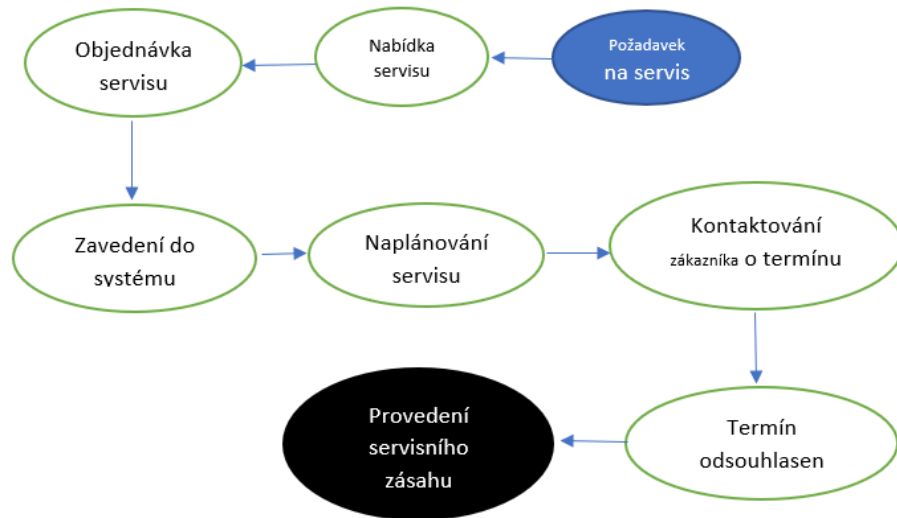 Objednávka
servisu
Nabídka
servisu
Požadavek
na servis
Zavedení do
systému
Naplánování
servisu
Kontaktování
zákazníka o termínu
Provedení
servisního
zásahu
Termín
odsouhlasen